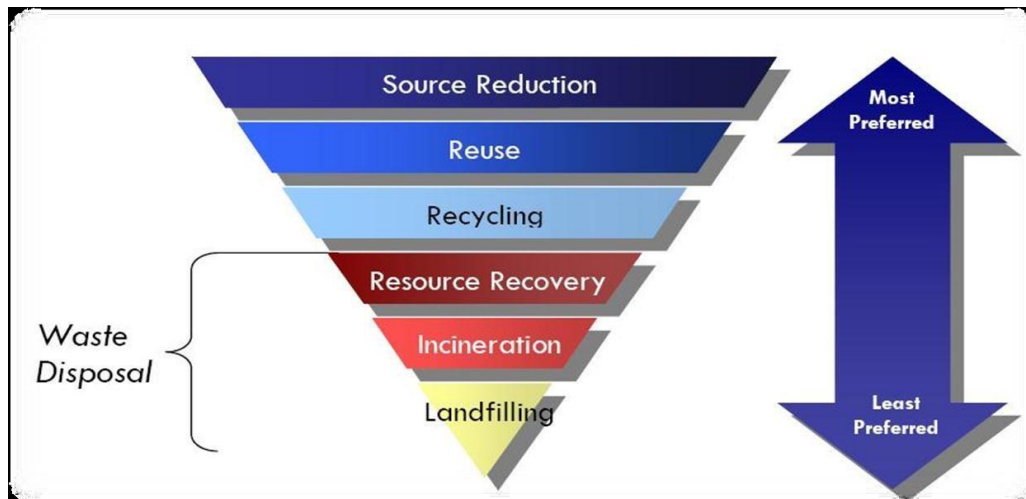 Source Reduction
Reuse
Recycling
Resource Recovery
Incineration
Landfilling
Waste
Disposal
Most
Preferred
Least
Preferred